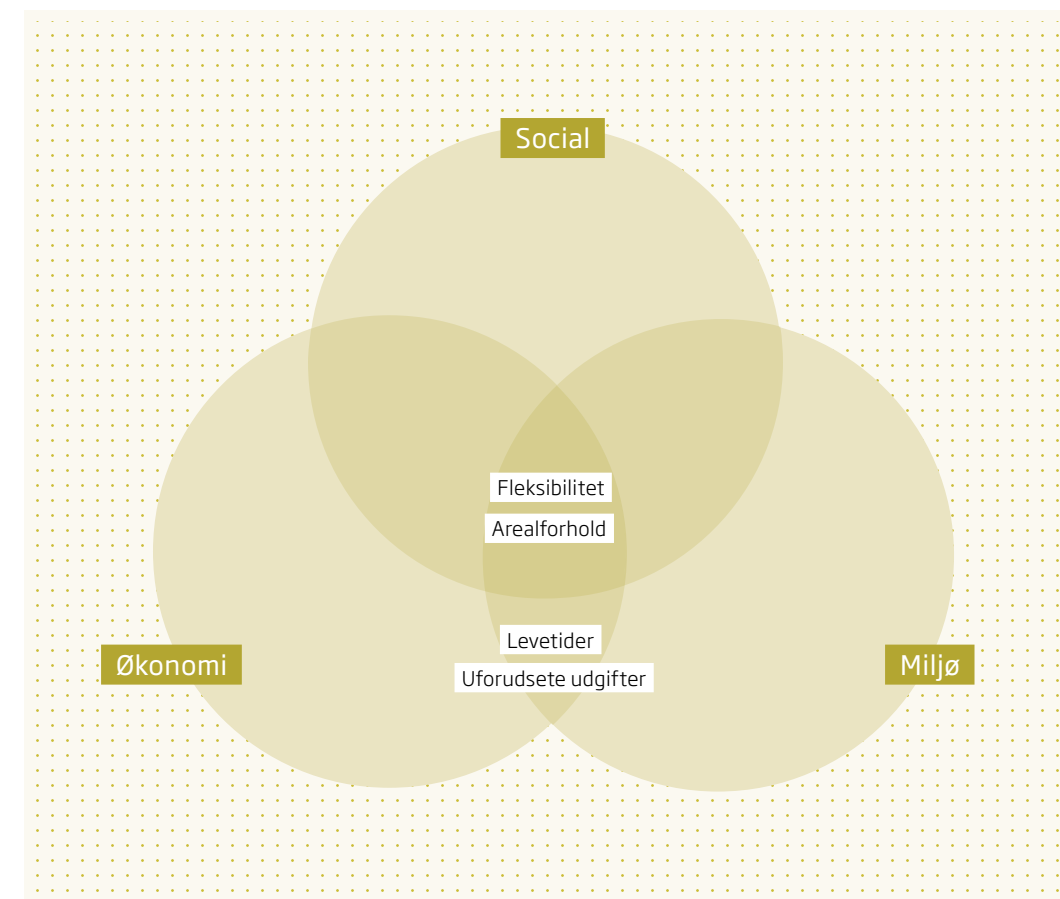 Social
Fleksibilitet
Arealforhold
Levetider
Økonomi
Miljø
Uforudsete udgifter